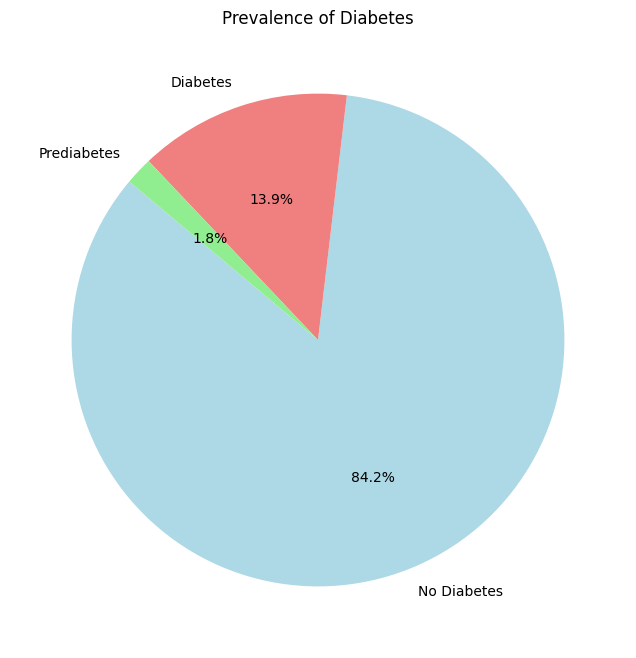 Prevalence of Diabetes
Diabetes
Prediabetes
13.9%
1.8%
84.2%
No Diabetes